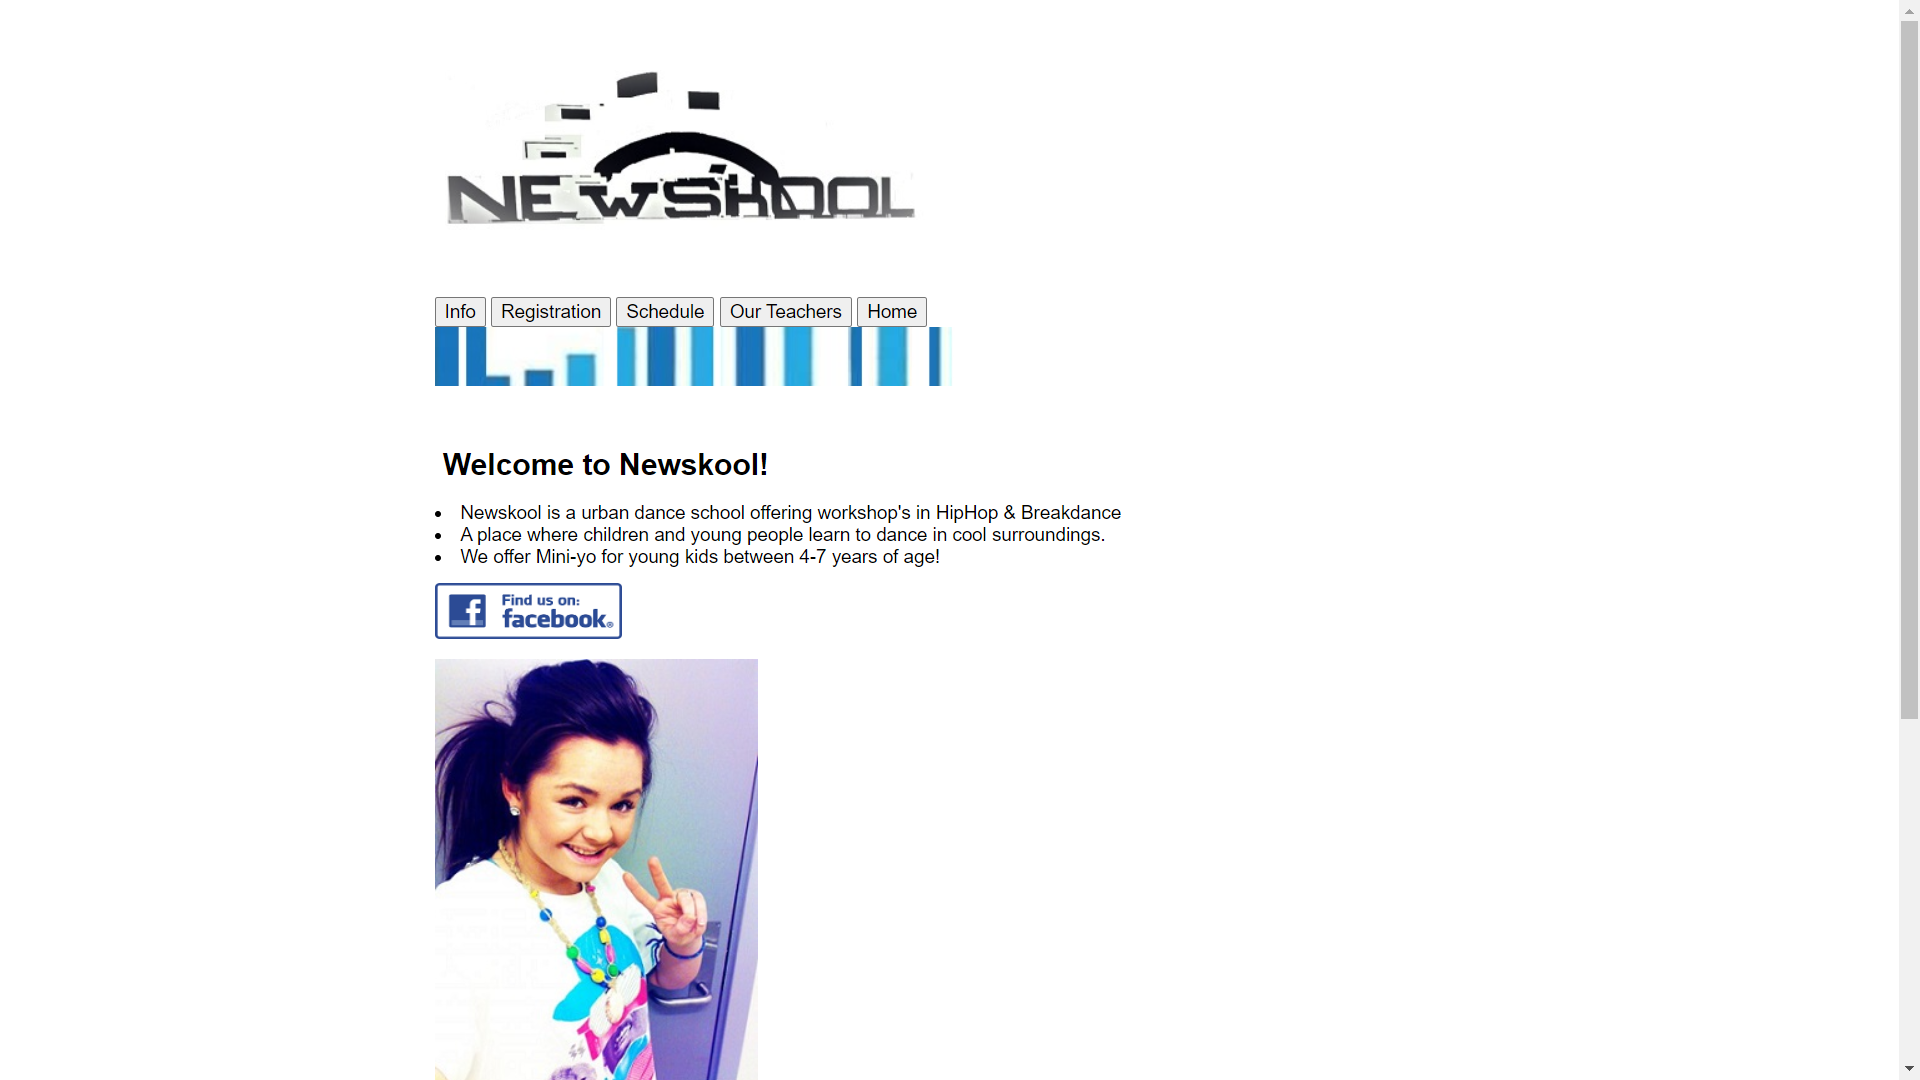 NEWSKOOL
Info Registration Schedule Our Teachers Home
Welcome to Newskool!
Newskool is a urban dance school offering workshop's in HipHop & Breakdance
A place where children and young people learn to dance in cool surroundings.
We offer Mini-yo for young kids between 4-7 years of age!
f Find us on:
facebook®